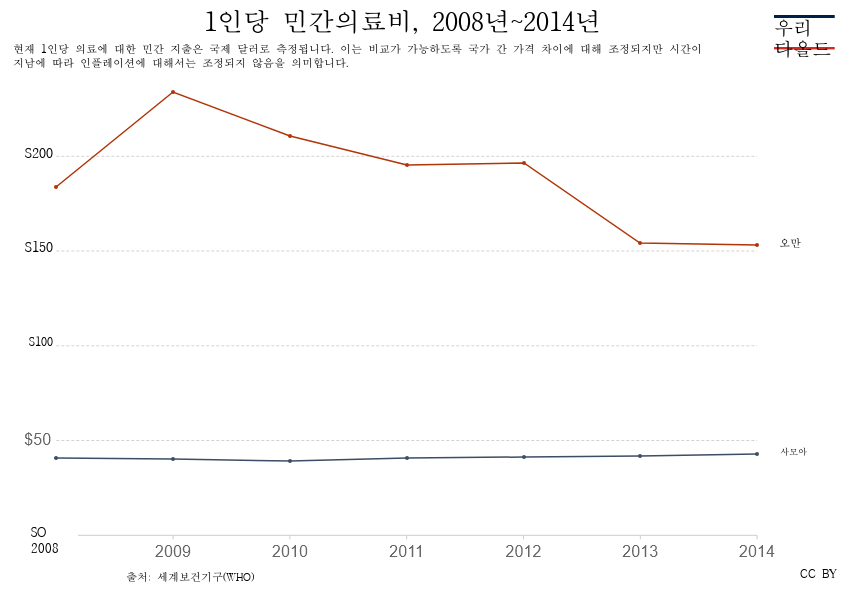 1인당 민간의료비, 2008년~2014년
우리
다울드
현재 1인당 의료에 대한 민간 지출은 국제 달러로 측정됩니다. 이는 비교가 가능하도록 국가 간 가격 차이에 대해 조정되지만 시간이
지남에 따라 인플레이션에 대해서는 조정되지 않음을 의미합니다.
$200
$150
오만
$100
$50
사모아
$0
2008 2009 2010 2011 2012 2013 2014
출처: 세계보건기구(WHO)
CC BY